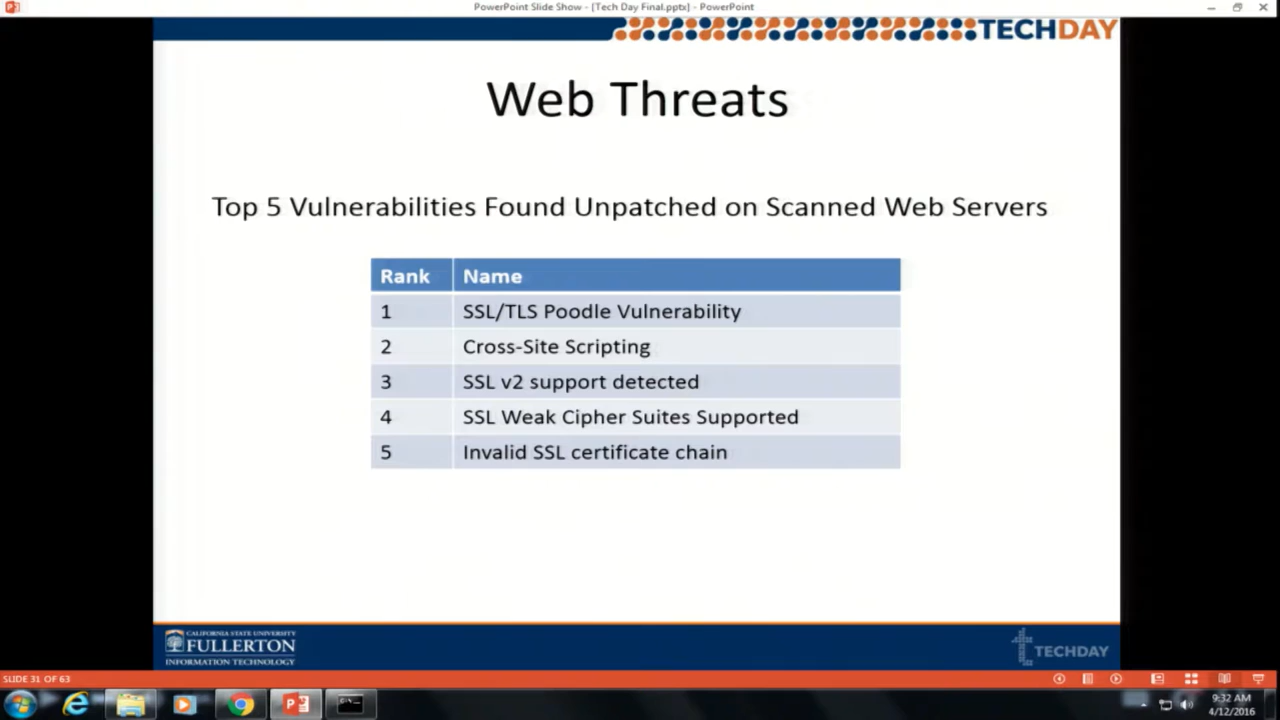 PowerPoint Slide Show - [Tech Day Final.pptx] - PowerPoint
TECHDAY
Web Threats
Top 5 Vulnerabilities Found Unpatched on Scanned Web Servers
Rank Name
1 SSL/TLS Poodle Vulnerability
2 Cross-Site Scripting
3 SSL v2 support detected
4 SSL Weak Cipher Suites Supported
5 Invalid SSL certificate chain
CALIFORNIA STATE UNIVERSITY
FULLERTON
INFORMATION TECHNOLOGY
TECHDAY
SLIDE 31 OF 63
9:32 AM
4/12/2016